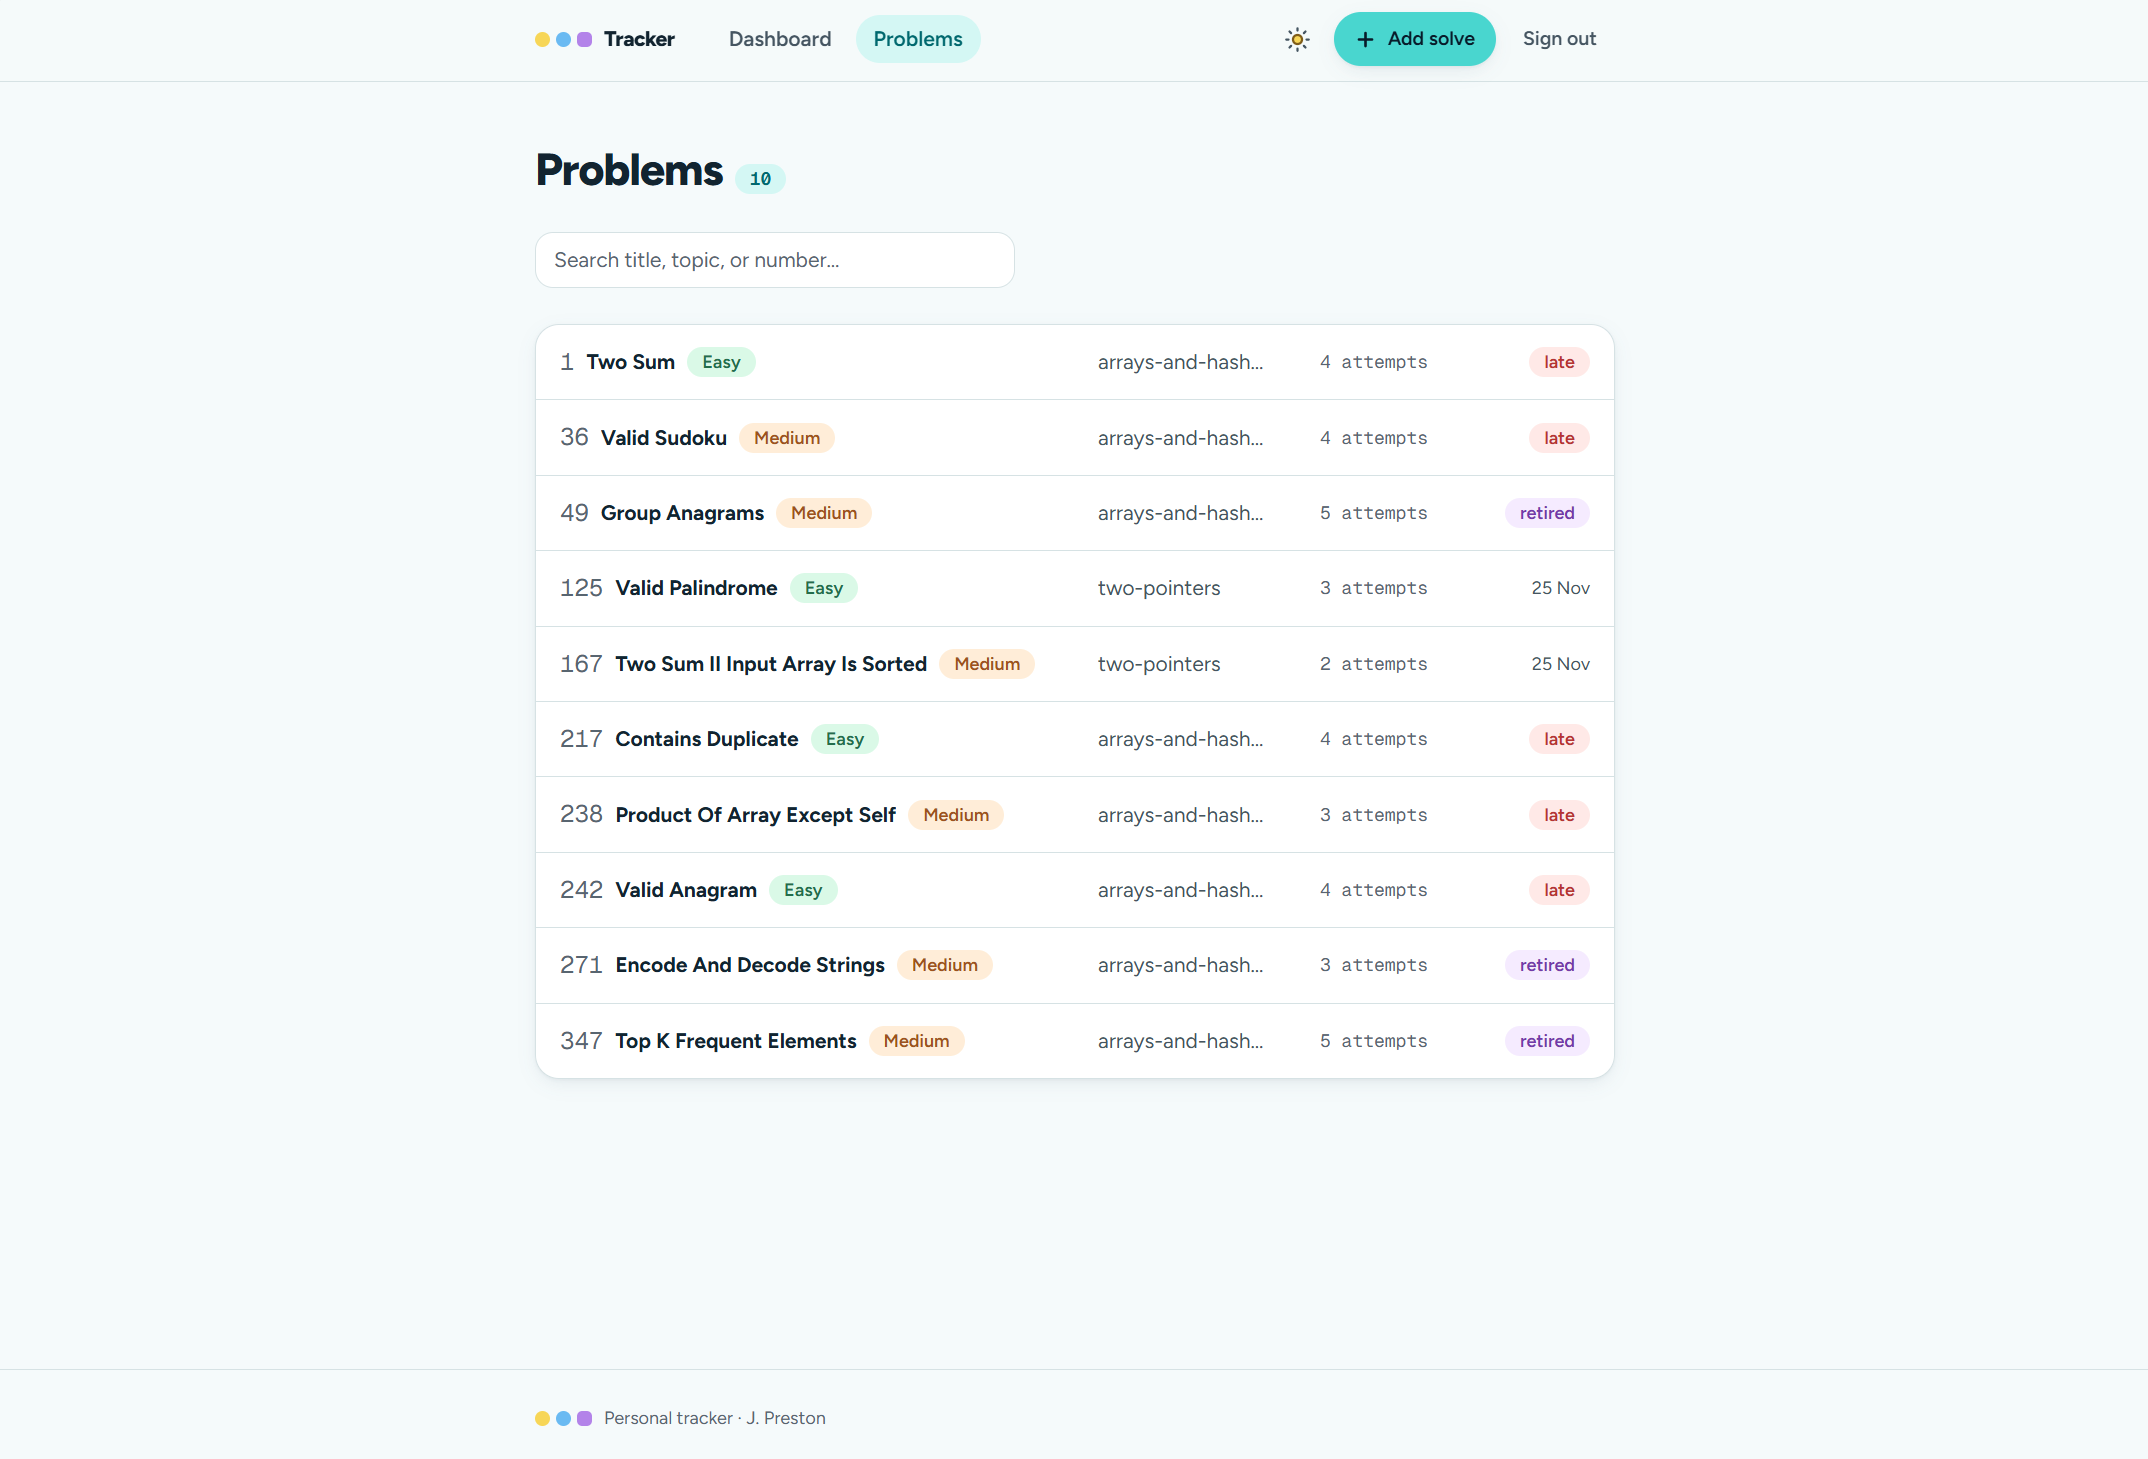 Tracker Dashboard Problems Add solve Sign out
Problems 10
Search title, topic, or number...
1 Two Sum Easy arrays-and-hash... 4 attempts late
36 Valid Sudoku Medium arrays-and-hash... 4 attempts late
49 Group Anagrams Medium arrays-and-hash... 5 attempts retired
125 Valid Palindrome Easy two-pointers 3 attempts 25 Nov
167 Two Sum II Input Array Is Sorted Medium two-pointers 2 attempts 25 Nov
217 Contains Duplicate Easy arrays-and-hash... 4 attempts late
238 Product Of Array Except Self Medium arrays-and-hash... 3 attempts late
242 Valid Anagram Easy arrays-and-hash... 4 attempts late
271 Encode And Decode Strings Medium arrays-and-hash... 3 attempts retired
347 Top K Frequent Elements Medium arrays-and-hash... 5 attempts retired
Personal tracker · J. Preston